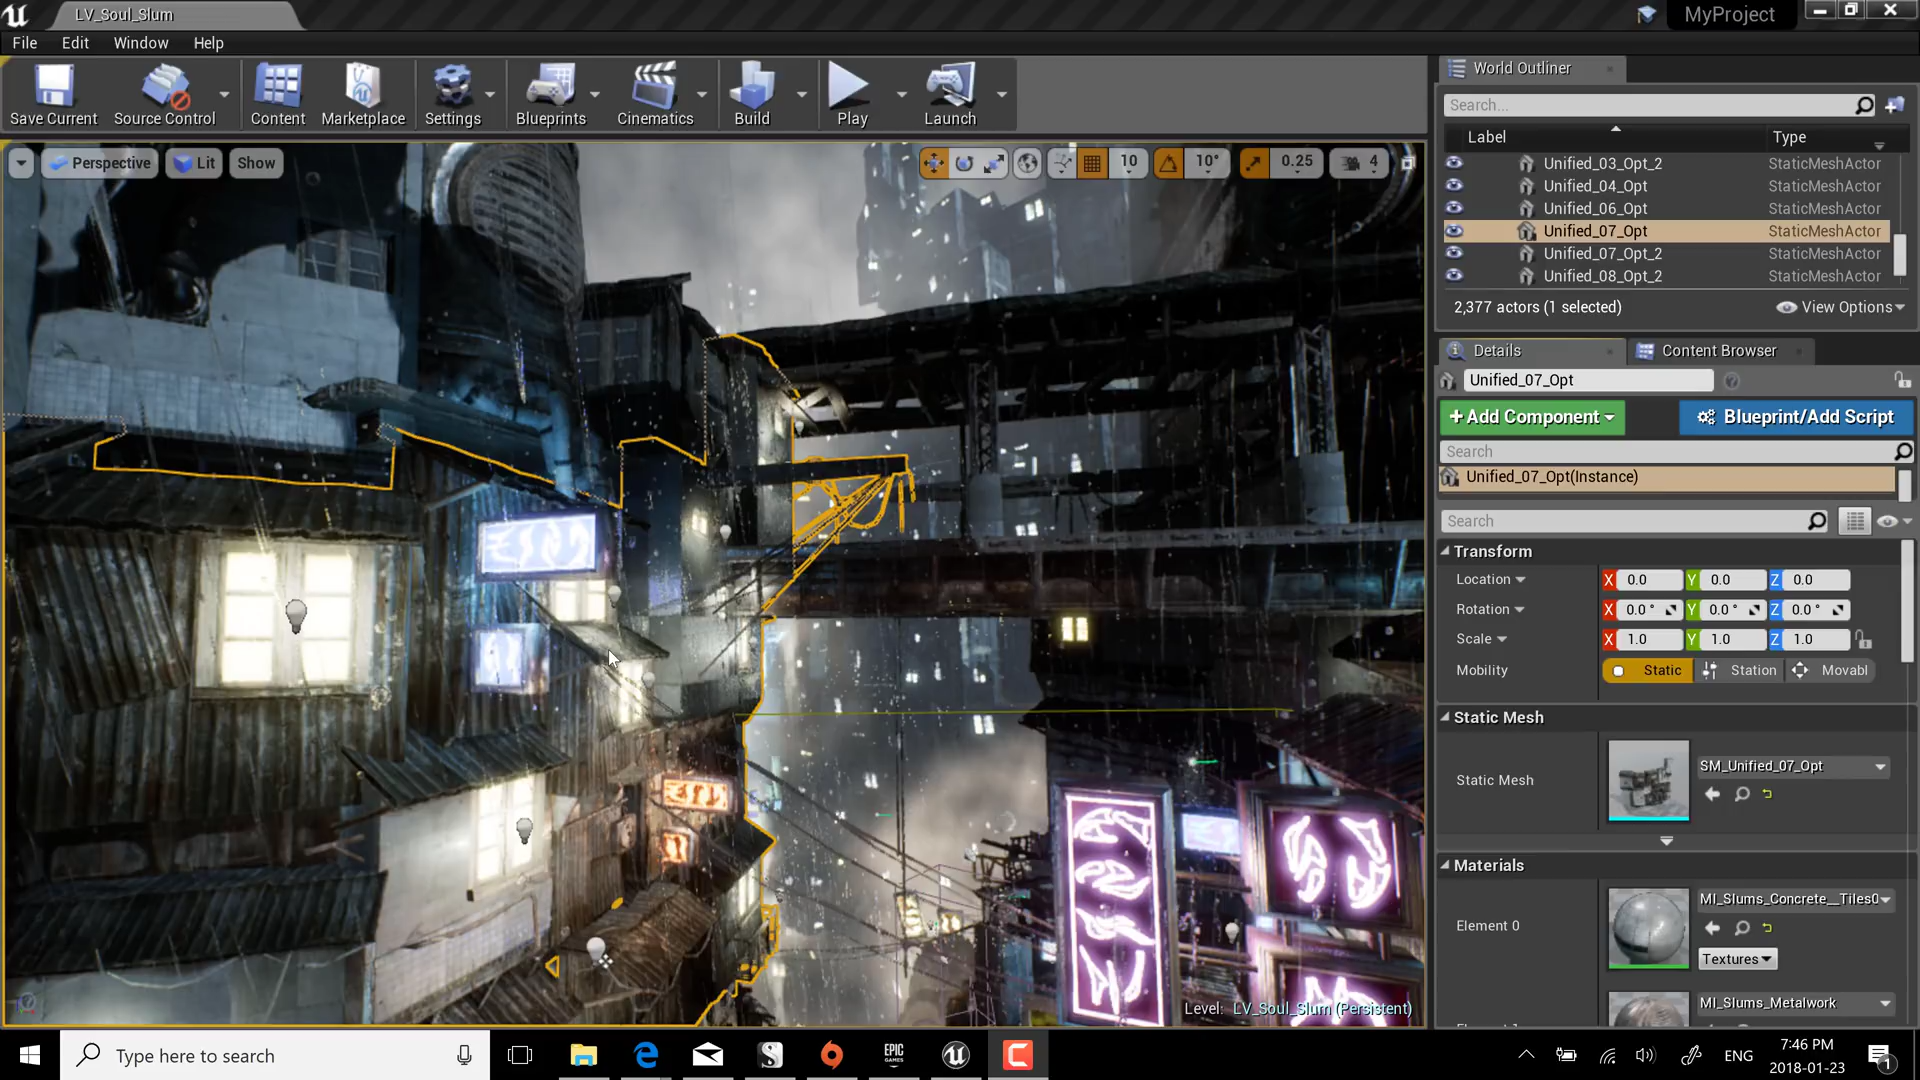 LV_Soul_Slum
MyProject
File Edit Window Help
Save Current Source Control Content Marketplace Settings Blueprints Cinematics Build Play Launch
Perspective Lit Show
10 10° 0.25 4
World Outliner
Search...
Label Type
Unified_03_Opt_2 StaticMeshActor
Unified_04_Opt StaticMeshActor
Unified_06_Opt StaticMeshActor
Unified_07_Opt StaticMeshActor
Unified_07_Opt_2 StaticMeshActor
Unified_08_Opt_2 StaticMeshActor
2,377 actors (1 selected) View Options
Details Content Browser
Unified_07_Opt
+Add Component Blueprint/Add Script
Search
Unified_07_Opt(Instance)
Search
Transform
Location X 0.0 Y 0.0 Z 0.0
Rotation X 0.0 ° Y 0.0 ° Z 0.0 °
Scale X 1.0 Y 1.0 Z 1.0
Mobility Static Station Movabl
Static Mesh
Static Mesh SM_Unified_07_Opt
Materials
Element 0 MI_Slums_Concrete__Tiles0
Textures
MI_Slums_Metalwork
Level: LV_Soul_Slum (Persistent)
Type here to search
EPIC GAMES
ENG
7:46 PM
2018-01-23
1